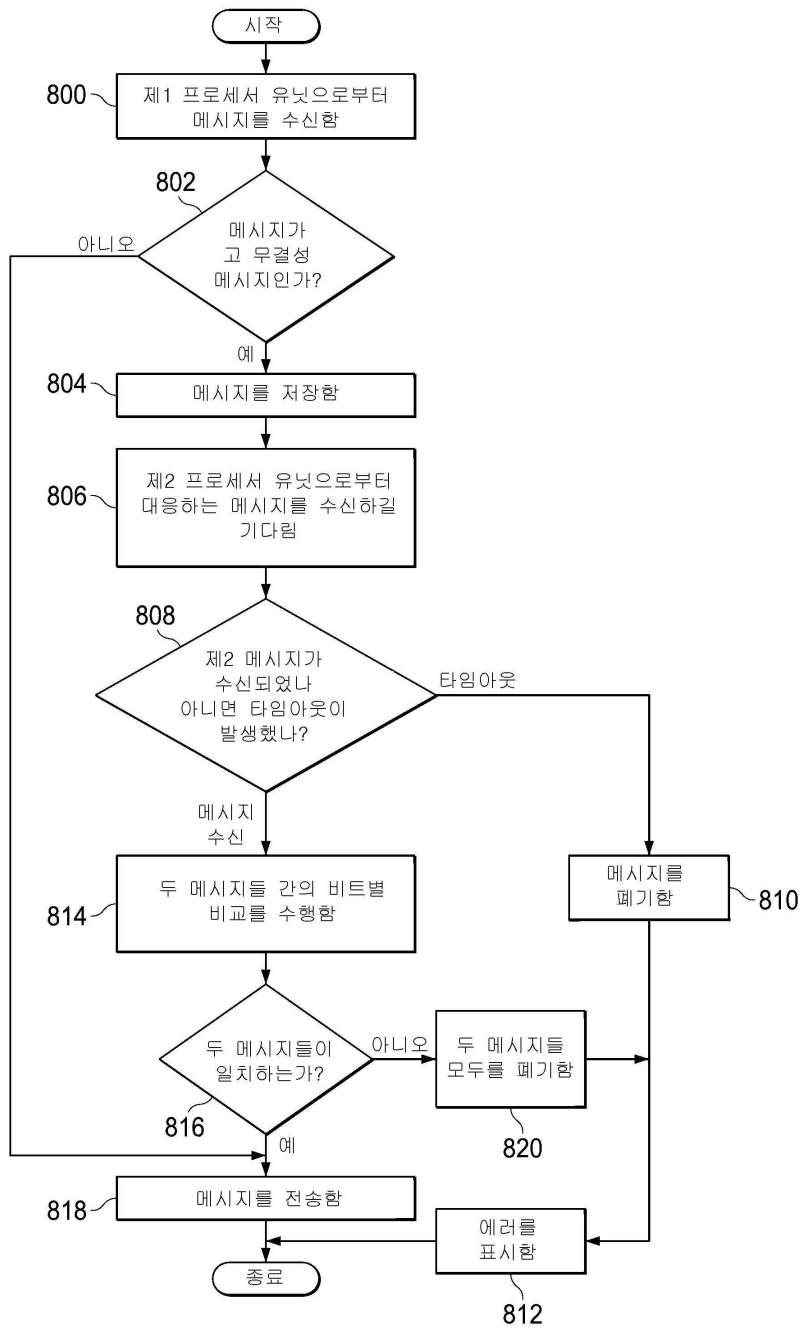 시작
800
제1 프로세서 유닛으로부터
메시지를 수신함
802
메시지가
고 무결성
메시지인가?
아니오
예
804
메시지를 저장함
806
제2 프로세서 유닛으로부터
대응하는 메시지를 수신하길
기다림
808
제2 메시지가
수신되었나
아니면 타임아웃이
발생했나?
타임아웃
메시지
수신
814
두 메시지들 간의 비트별
비교를 수행함
메시지를
폐기함
810
두 메시지들이
일치하는가?
816
아니오
두 메시지들
모두를 폐기함
820
예
818
메시지를 전송함
에러를
표시함
812
종료